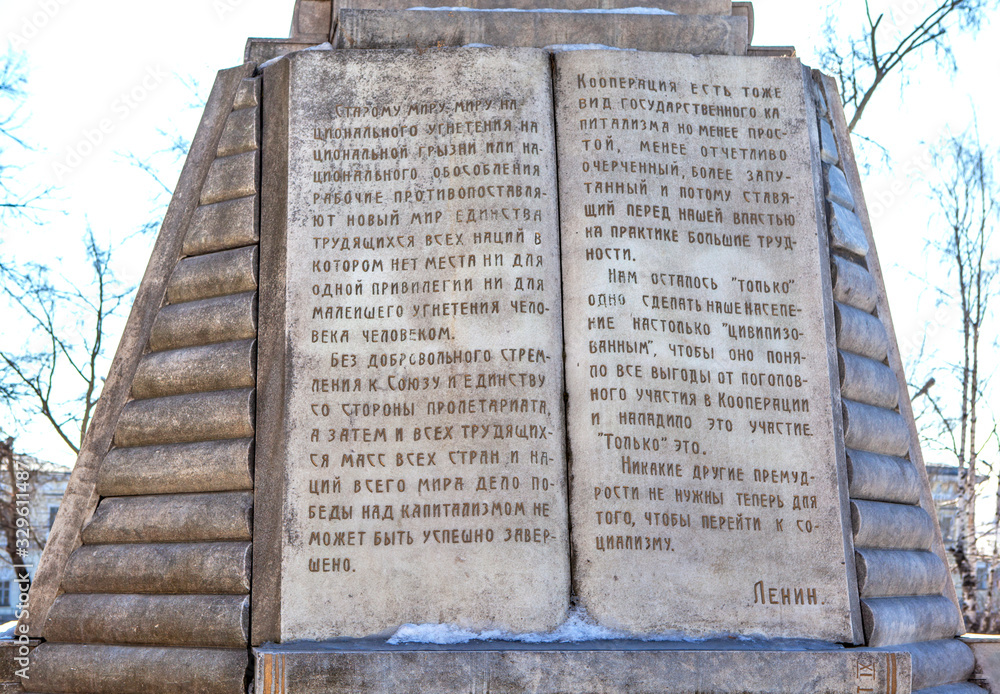 Старому миру, миру на
ционального угнетения на
циональной грызни или на
ционального обособления
рабочие противопоставля-
ют новый мир единства
трудящихся всех наций в
котором нет места ни для
одной привилегии ни для
малейшего угнетения чело-
века человеком.
Без добровольного стрем-
ления к Союзу и единству
со стороны пролетариата,
а затем и всех трудящих-
ся масс всех стран и на-
ций всего мира дело по-
беды над капитализмом не
может быть успешно завер-
шено.
Кооперация есть тоже
вид государственного ка
питализма но менее прос-
той, менее отчетливо
очерченный, более запу-
танный и потому ставя-
щий перед нашей властью
на практике большие труд-
ности.
Нам осталось "только"
одно сделать наше населе-
ние настолько "цивилизо-
ванным", чтобы оно поня-
ло все выгоды от поголов-
ного участия в Кооперации
и наладило это участие.
"Только" это.
Никакие другие премуд-
рости не нужны теперь для
того, чтобы перейти к со-
циализму.
Ленин.